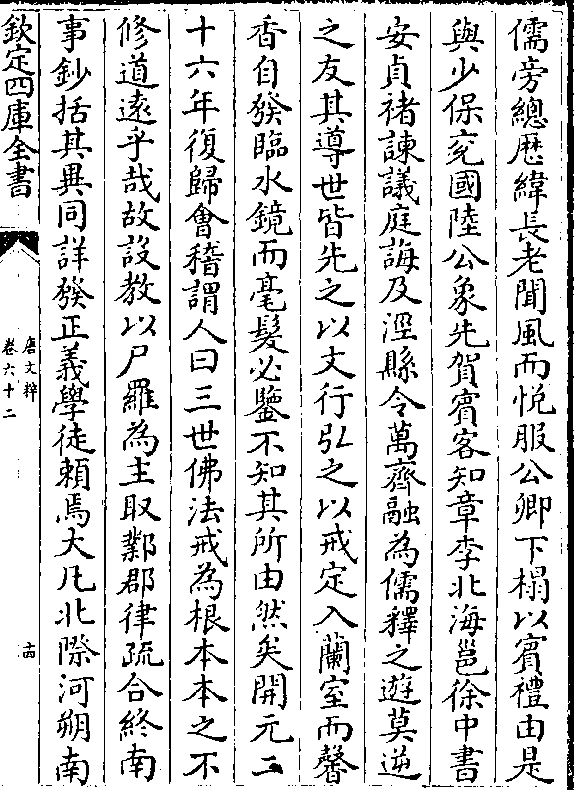 儒旁總厯緯長老聞風而悅服公卿下榻以賓禮由是
與少保兖國陸公象先賀賓客知章李北海邕徐中書
安貞禇諫議庭誨及涇縣令萬齊融為儒釋之遊莫逆
之友其導世皆先之以文行弘之以戒定入蘭室而馨
香自發臨水鏡而毫髮必鑒不知其所由然矣開元二
十六年復歸會稽謂人曰三世佛法戒為根本本之不
修道遠乎哉故設教以尸羅為主取鄴郡律疏合終南
事鈔括其異同詳發正義學徒頼焉大凡北際河朔南
欽定四庫全書
唐文粹
卷六十二
十四